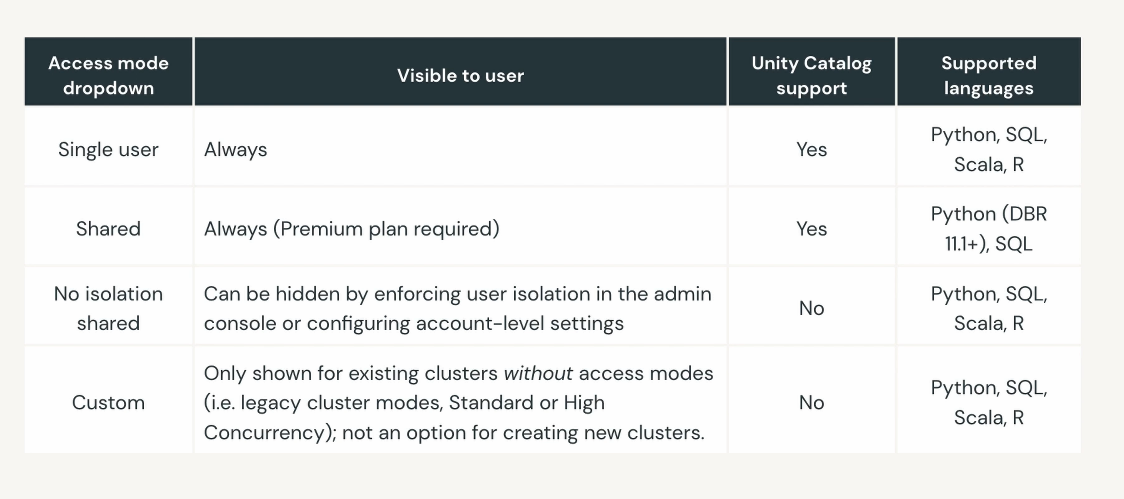 Access mode
dropdown
Visible to user
Unity Catalog
support
Supported
languages
Single user
Always
Yes
Python, SQL,
Scala, R
Shared
Always (Premium plan required)
Yes
Python (DBR
11.1+), SQL
No isolation
shared
Can be hidden by enforcing user isolation in the admin
console or configuring account-level settings
No
Python, SQL,
Scala, R
Custom
Only shown for existing clusters without access modes
(i.e. legacy cluster modes, Standard or High
Concurrency); not an option for creating new clusters.
No
Python, SQL,
Scala, R